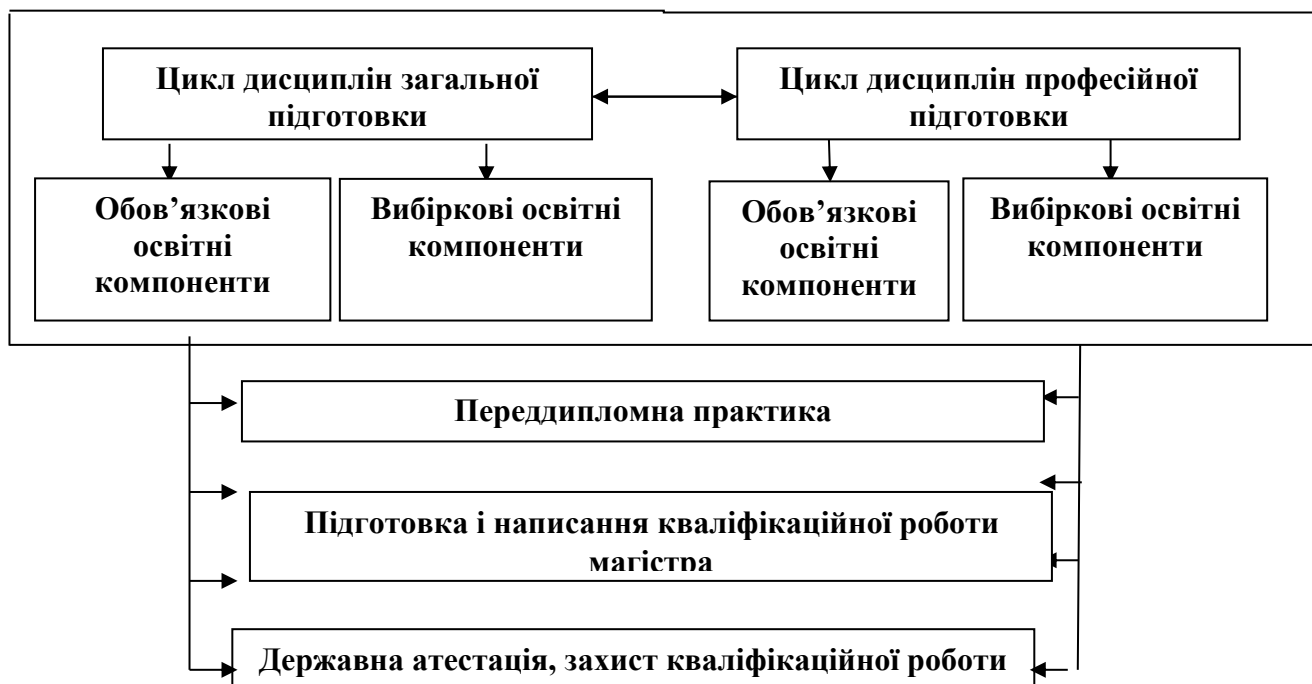 Цикл дисциплін загальної
підготовки
Цикл дисциплін професійної
підготовки
Обов’язкові
освітні
компоненти
Вибіркові освітні
компоненти
Обов’язкові
освітні
компоненти
Вибіркові освітні
компоненти
Переддипломна практика
Підготовка і написання кваліфікаційної роботи
магістра
Державна атестація, захист кваліфікаційної роботи